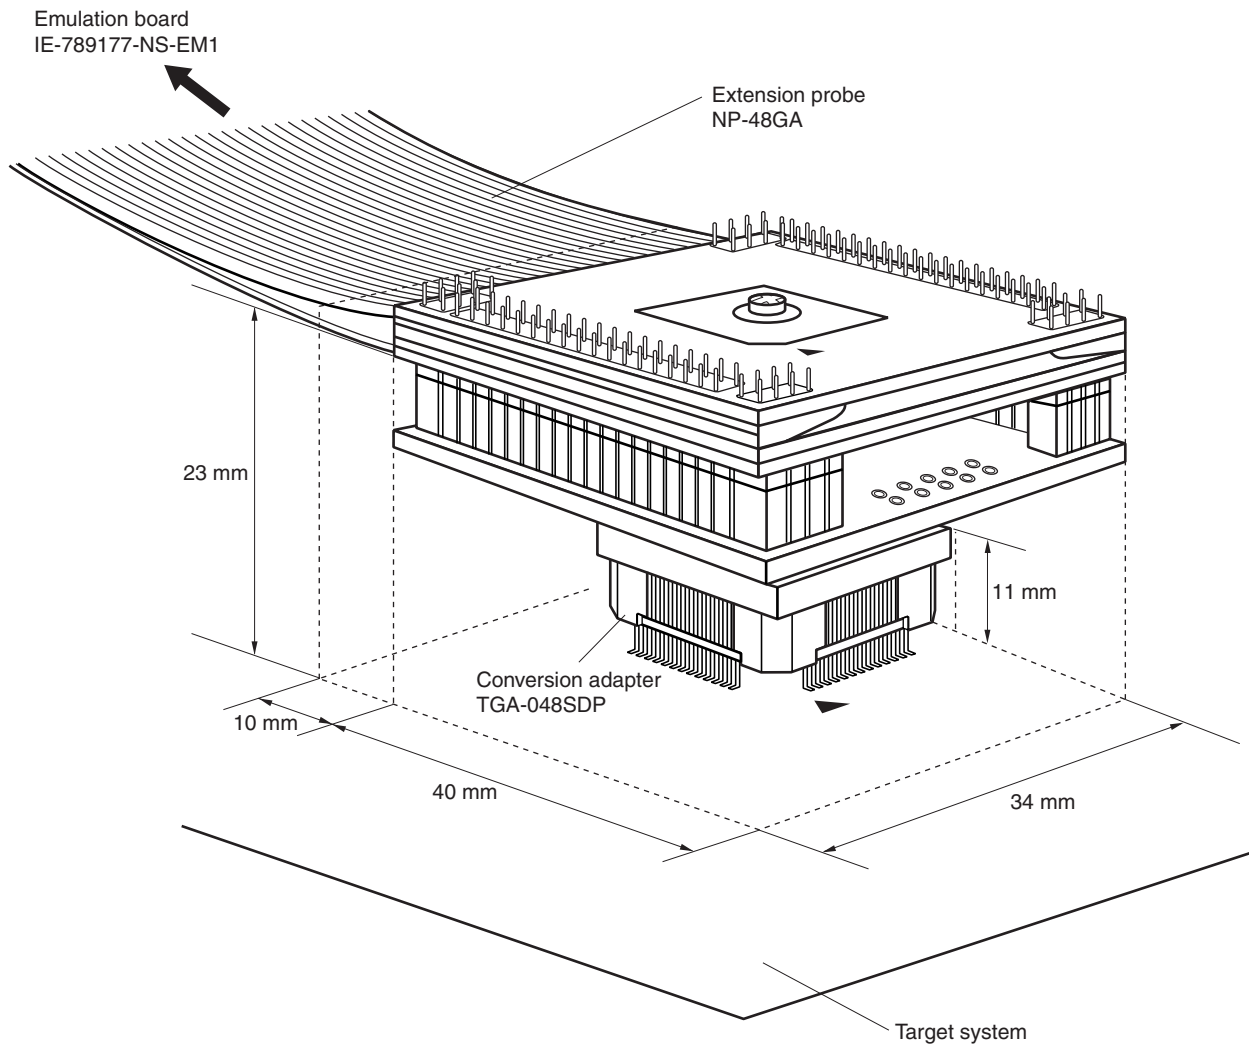 Emulation board
IE-789177-NS-EM1
Extension probe
NP-48GA
23 mm
11 mm
Conversion adapter
TGA-048SDP
10 mm
40 mm
34 mm
Target system